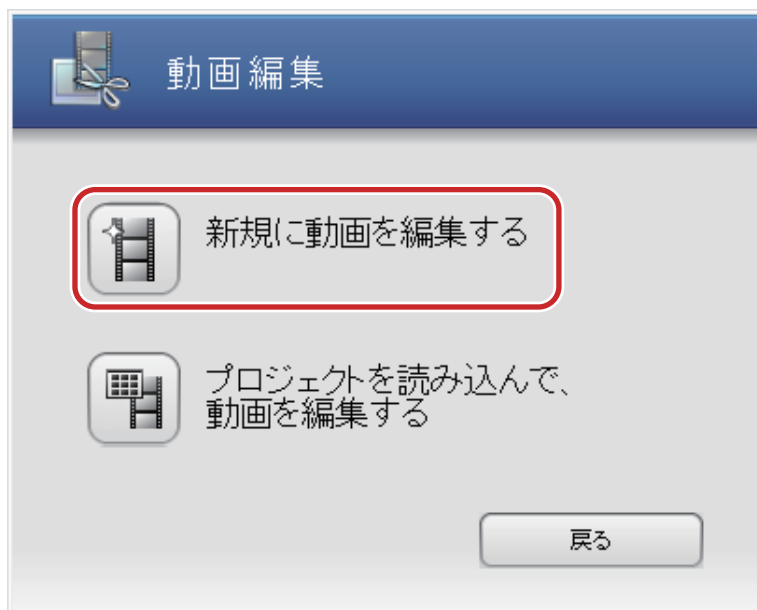 動画編集
新規に動画を編集する
プロジェクトを読み込んで、
動画を編集する
戻る